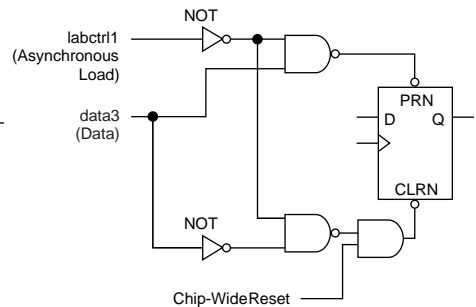 NOT
labctrl1
(Asynchronous
Load)
PRN
data3
(Data)
D
Q
CLRN
NOT
Chip-WideReset